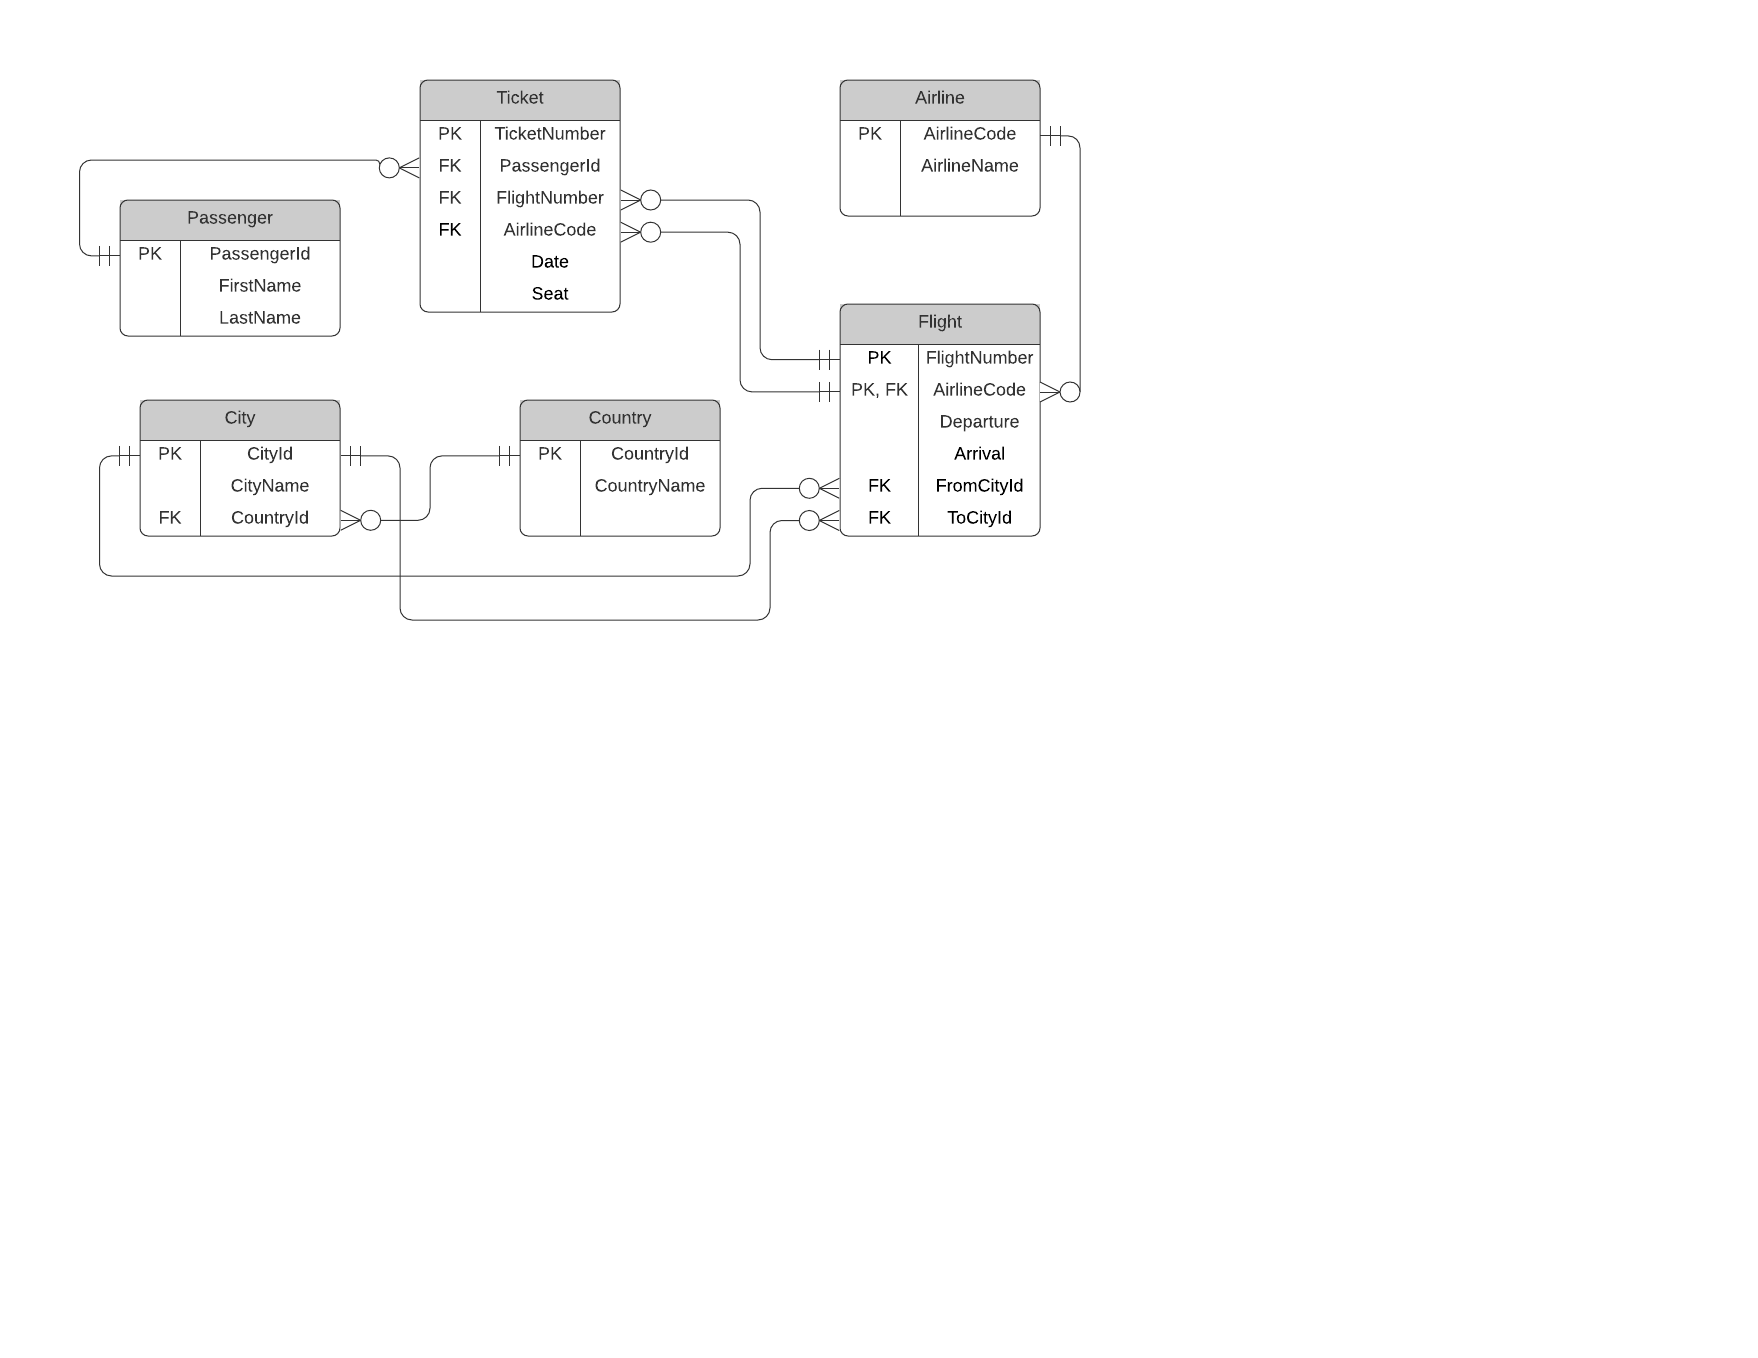 Ticket
PK TicketNumber
FK PassengerId
FK FlightNumber
FK AirlineCode
Date
Seat
Airline
PK AirlineCode
AirlineName
Passenger
PK PassengerId
FirstName
LastName
Flight
PK FlightNumber
PK, FK AirlineCode
Departure
Arrival
FK FromCityId
FK ToCityId
City
PK CityId
CityName
FK CountryId
Country
PK CountryId
CountryName